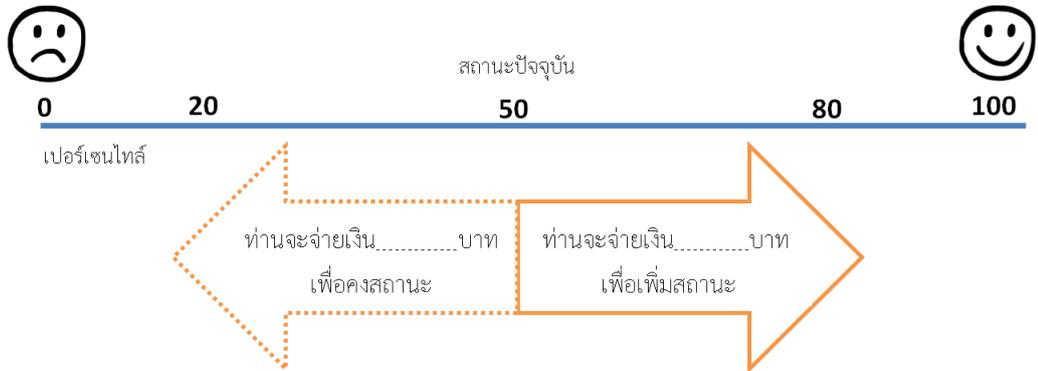 สถานะปัจจุบัน
0 20 50 80 100
เปอร์เซนไทล์
ท่านจะจ่ายเงิน...........บาท
เพื่อคงสถานะ
ท่านจะจ่ายเงิน..........บาท
เพื่อเพิ่มสถานะ